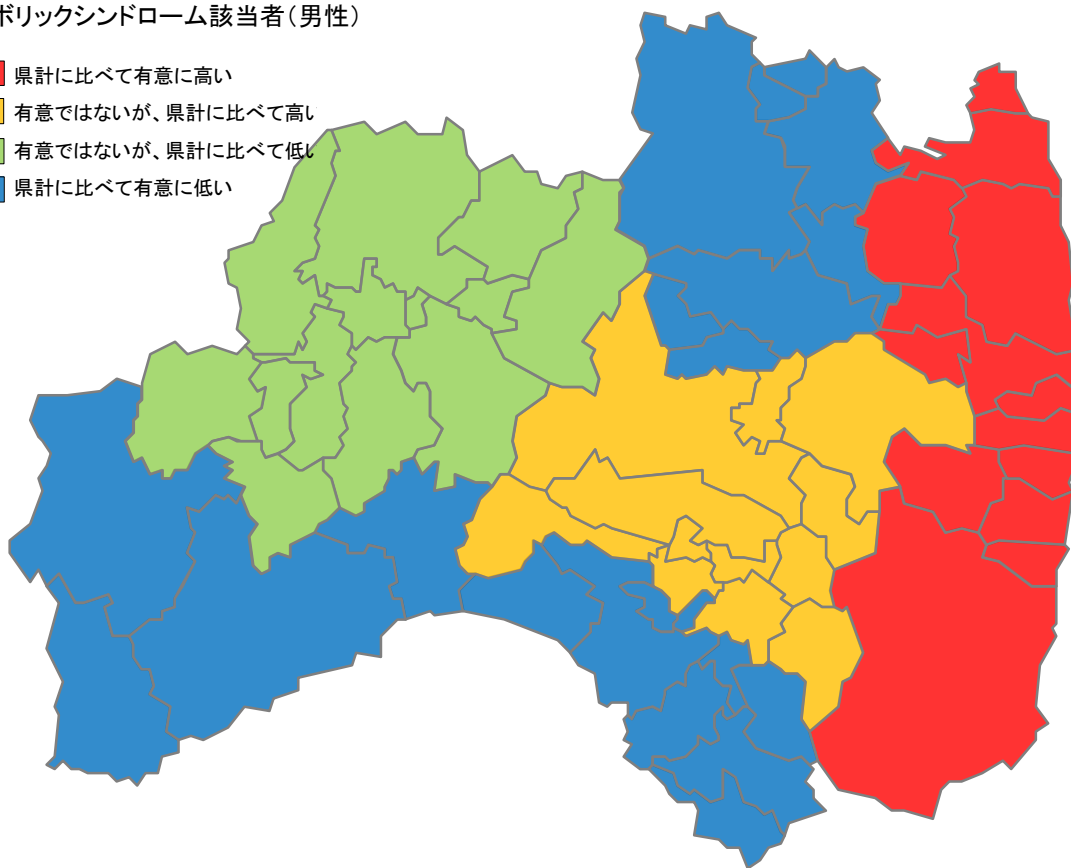 ボリックシンドローム該当者(男性)
県計に比べて有意に高い
有意ではないが、県計に比べて高い
有意ではないが、県計に比べて低い
県計に比べて有意に低い